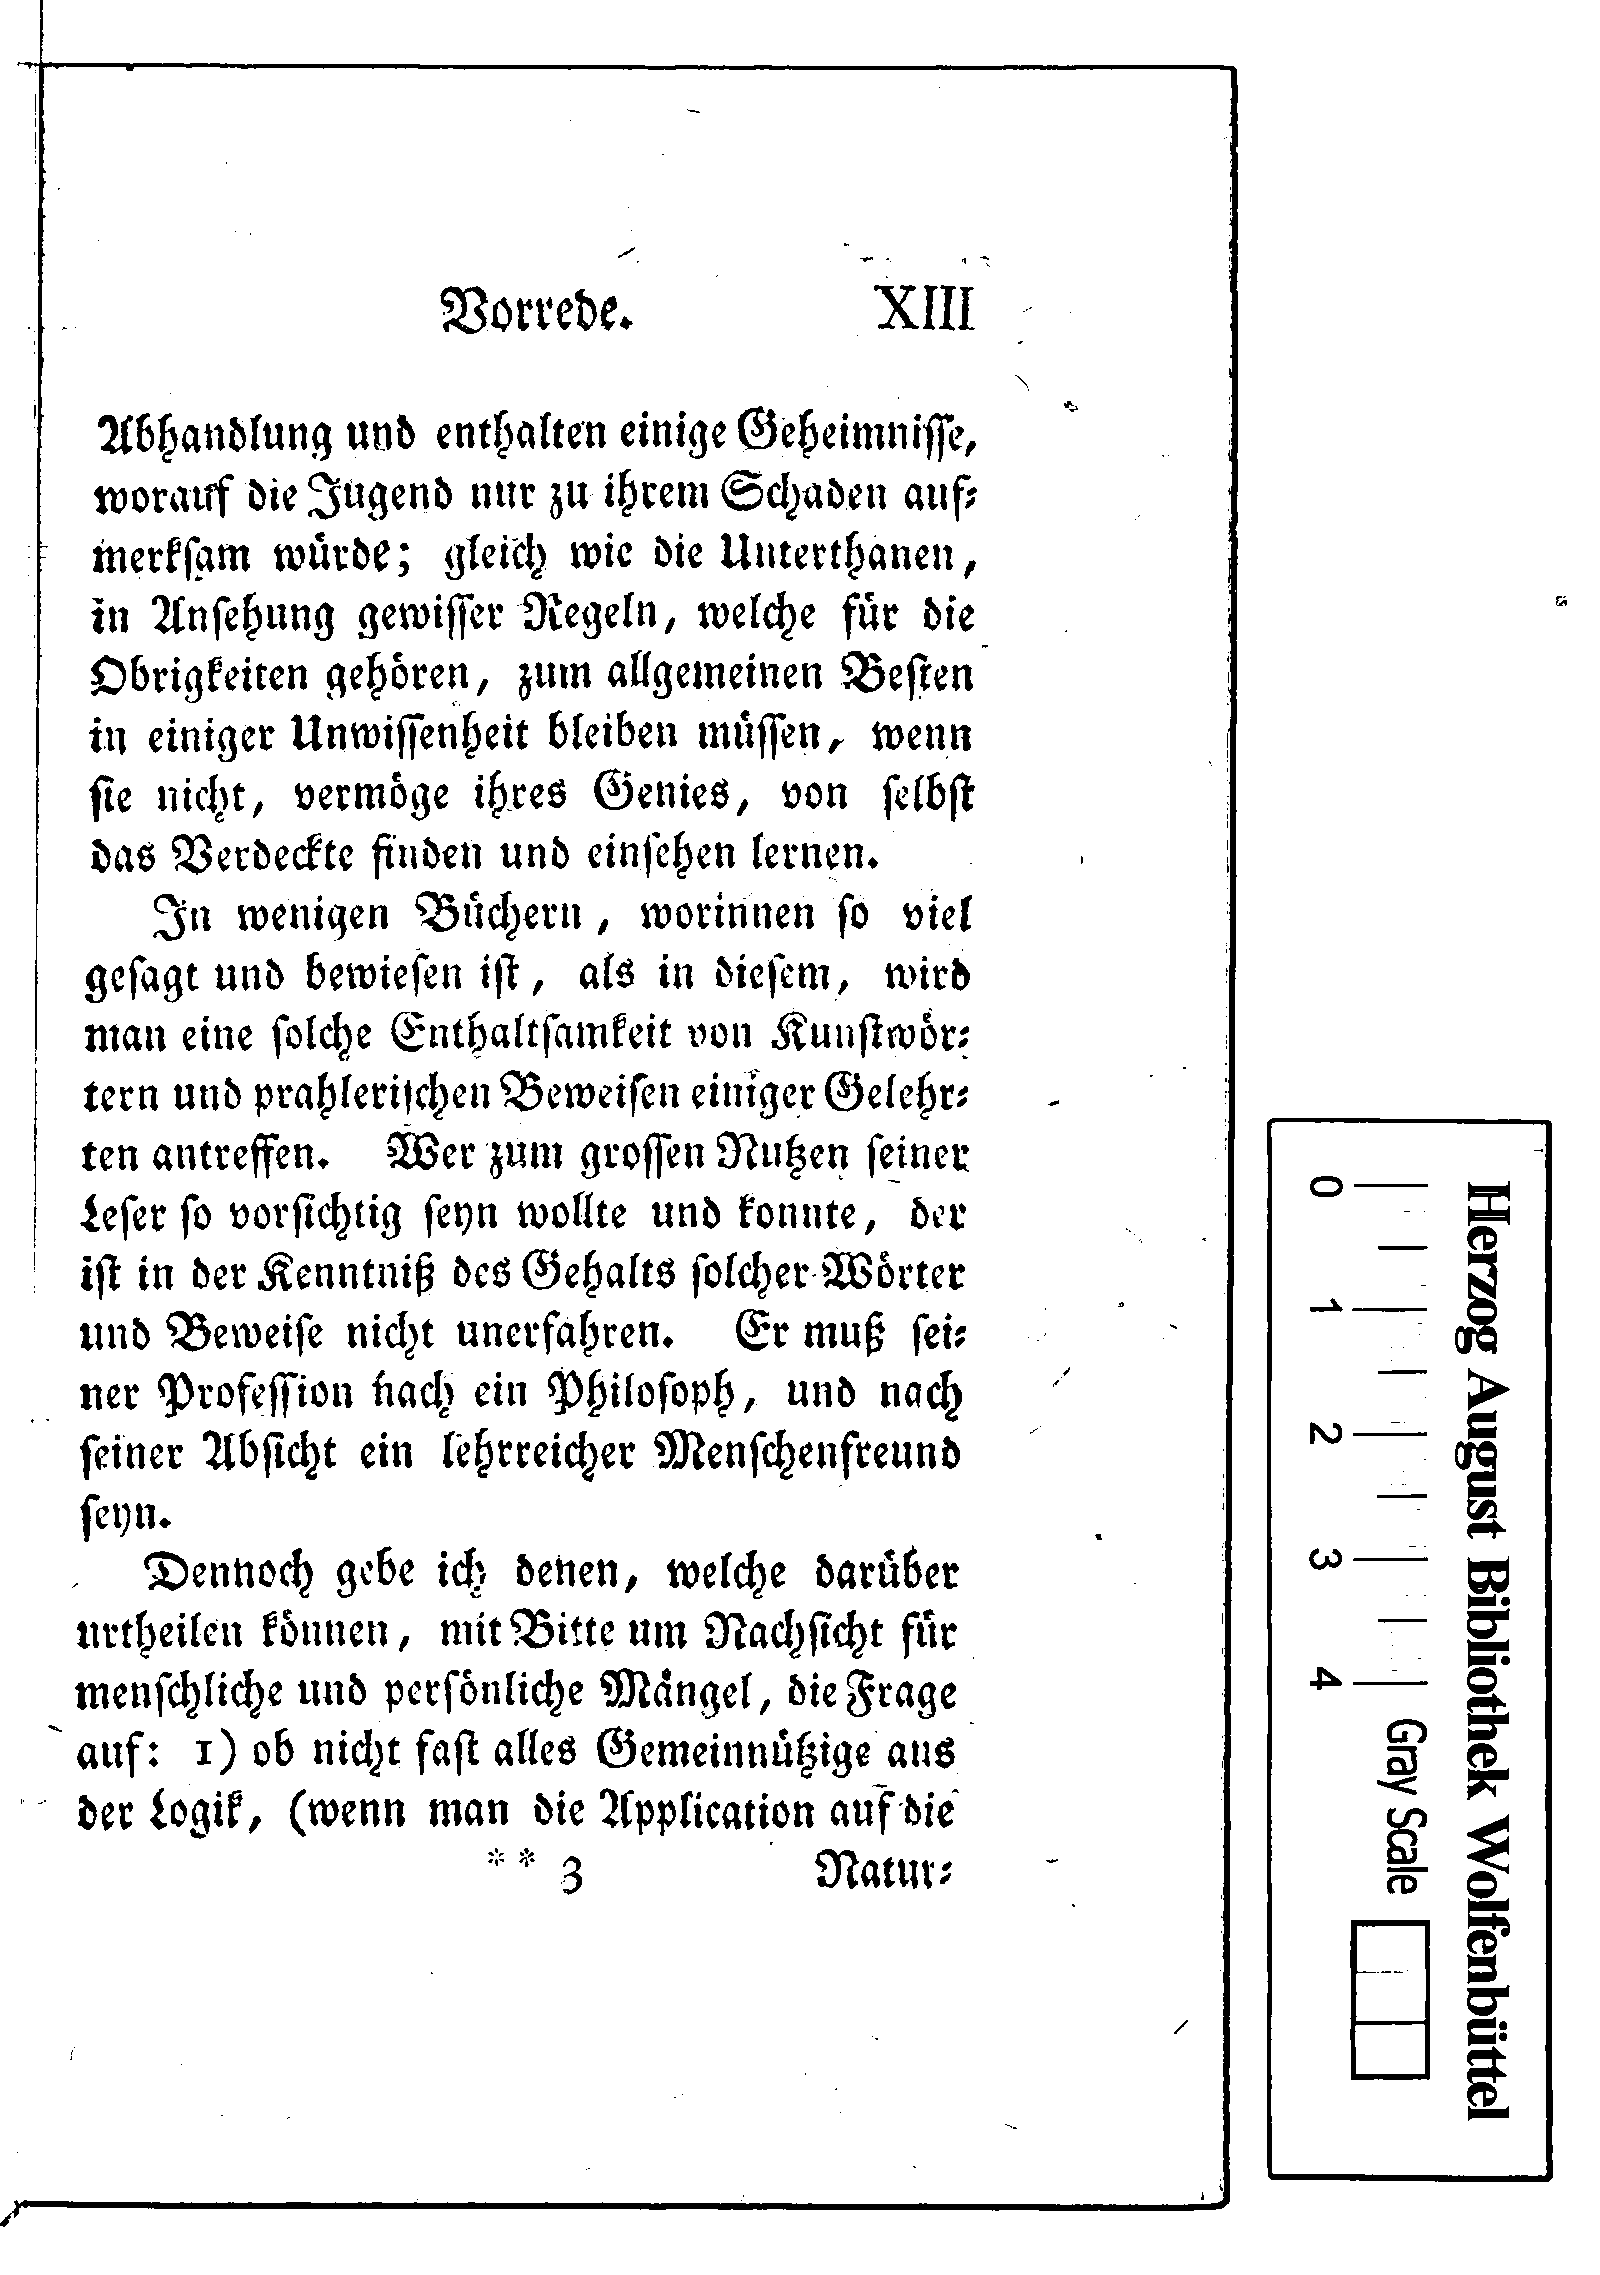 Vorrede. XIII
Abhandlung und enthalten einige Geheimnisse,
worauf die Jugend nur zu ihrem Schaden auf-
merksam würde; gleich wie die Unterthanen,
in Ansehung gewisser Regeln, welche für die
Obrigkeiten gehören, zum allgemeinen Besten
in einiger Unwissenheit bleiben müssen, wenn
sie nicht, vermöge ihres Genies, von selbst
das Verdeckte finden und einsehen lernen.
In wenigen Büchern, worinnen so viel
gesagt und bewiesen ist, als in diesem, wird
man eine solche Enthaltsamkeit von Kunstwör-
tern und prahlerischen Beweisen einiger Gelehr-
ten antreffen. Wer zum grossen Nutzen seiner
Leser so vorsichtig seyn wollte und konnte, der
ist in der Kenntniß des Gehalts solcher Wörter
und Beweise nicht unerfahren. Er muß sei-
ner Profession nach ein Philosoph, und nach
seiner Absicht ein lehrreicher Menschenfreund
seyn.
Dennoch gebe ich denen, welche darüber
urtheilen können, mit Bitte um Nachsicht für
menschliche und persönliche Mängel, die Frage
auf: 1) ob nicht fast alles Gemeinnützige aus
der Logik, (wenn man die Application auf die
** 3 Natur-
Herzog August Bibliothek Wolfenbüttel
0 1 2 3 4 Gray Scale